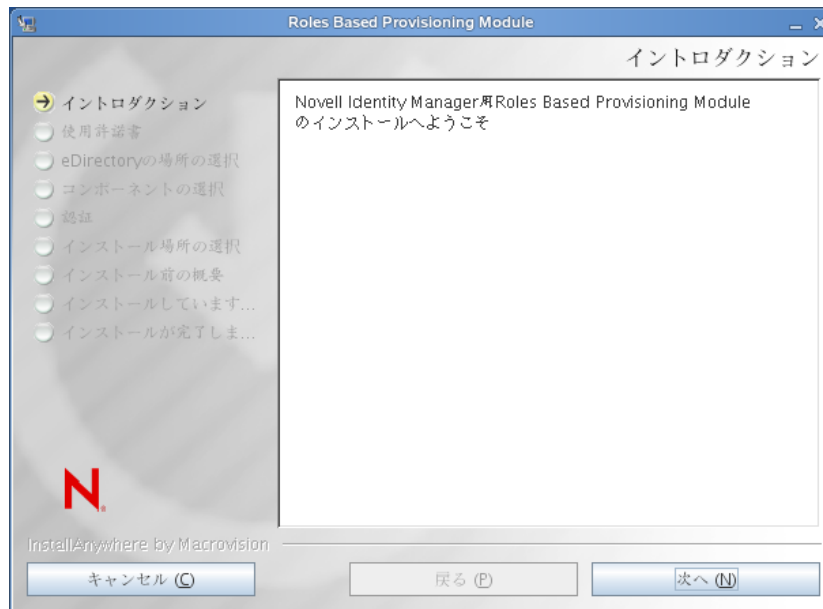 Roles Based Provisioning Module
イントロダクション
イントロダクション
使用許諾書
eDirectoryの場所の選択
コンポーネントの選択
認証
インストール場所の選択
インストール前の概要
インストールしています...
インストールが完了しま...
Novell Identity Manager用Roles Based Provisioning Module
のインストールへようこそ
N
InstallAnywhere by Macrovision
キャンセル (C)
戻る (P)
次へ (N)